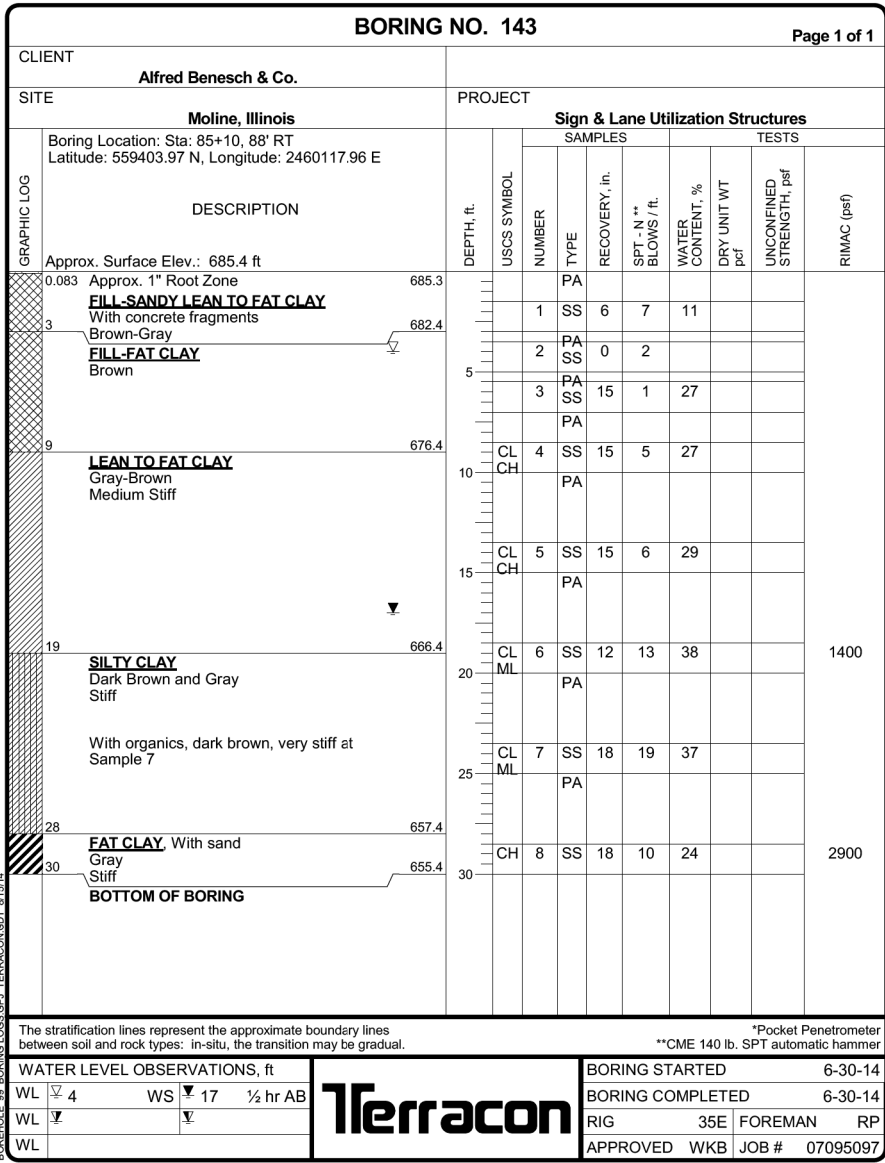 BORING NO. 143
Page 1 of 1
CLIENT
Alfred Benesch & Co.
SITE
Moline, Illinois
PROJECT
Sign & Lane Utilization Structures
Boring Location: Sta: 85+10, 88' RT
Latitude: 559403.97 N, Longitude: 2460117.96 E
SAMPLES
TESTS
GRAPHIC LOG
DESCRIPTION
DEPTH, ft.
USCS SYMBOL
NUMBER
TYPE
RECOVERY, in.
SPT - N **
BLOWS / ft.
WATER
CONTENT, %
DRY UNIT WT
pcf
UNCONFINED
STRENGTH, psf
RIMAC (psf)
Approx. Surface Elev.: 685.4 ft
0.083 Approx. 1" Root Zone 685.3 PA
FILL-SANDY LEAN TO FAT CLAY
With concrete fragments 1 SS 6 7 11
3 682.4
Brown-Gray PA
FILL-FAT CLAY 2 SS 0 2
Brown 5
PA
3 SS 15 1 27
PA
9 676.4
CL 4 SS 15 5 27
LEAN TO FAT CLAY
Gray-Brown 10 CH
PA
Medium Stiff
CL 5 SS 15 6 29
15 CH
PA
19 666.4
CL 6 SS 12 13 38 1400
SILTY CLAY
Dark Brown and Gray 20 ML
PA
Stiff
With organics, dark brown, very stiff at
CL 7 SS 18 19 37
Sample 7
25 ML
PA
28 657.4
FAT CLAY, With sand
CH 8 SS 18 10 24 2900
Gray
30 655.4
Stiff 30
BOTTOM OF BORING
The stratification lines represent the approximate boundary lines
between soil and rock types: in-situ, the transition may be gradual.
*Pocket Penetrometer
**CME 140 lb. SPT automatic hammer
WATER LEVEL OBSERVATIONS, ft
WL 4 WS 17 ½ hr AB
WL
WL
Terracon
BORING STARTED 6-30-14
BORING COMPLETED 6-30-14
RIG 35E FOREMAN RP
APPROVED WKB JOB # 07095097